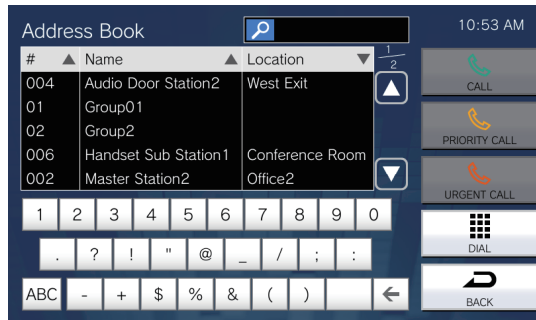 Address Book
10:53 AM
# Name Location
1
2
004 Audio Door Station2 West Exit
01 Group01
02 Group2
006 Handset Sub Station1 Conference Room
002 Master Station2 Office2
CALL
PRIORITY CALL
URGENT CALL
DIAL
BACK
1 2 3 4 5 6 7 8 9 0
. ? ! " @ _ / ; :
ABC - + $ % & ( )